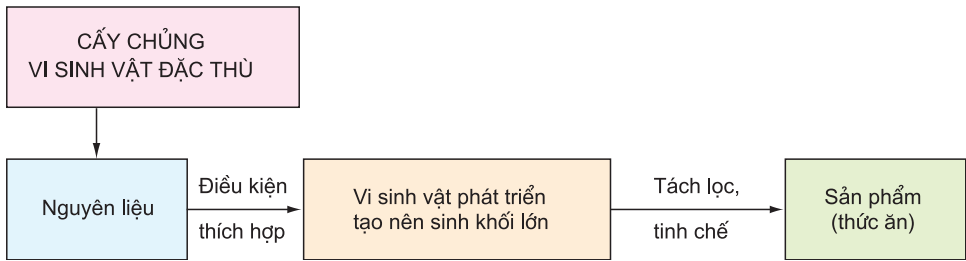 CẤY CHỦNG
VI SINH VẬT ĐẶC THÙ
Nguyên liệu
Điều kiện
thích hợp
Vi sinh vật phát triển
tạo nên sinh khối lớn
Tách lọc,
tinh chế
Sản phẩm
(thức ăn)